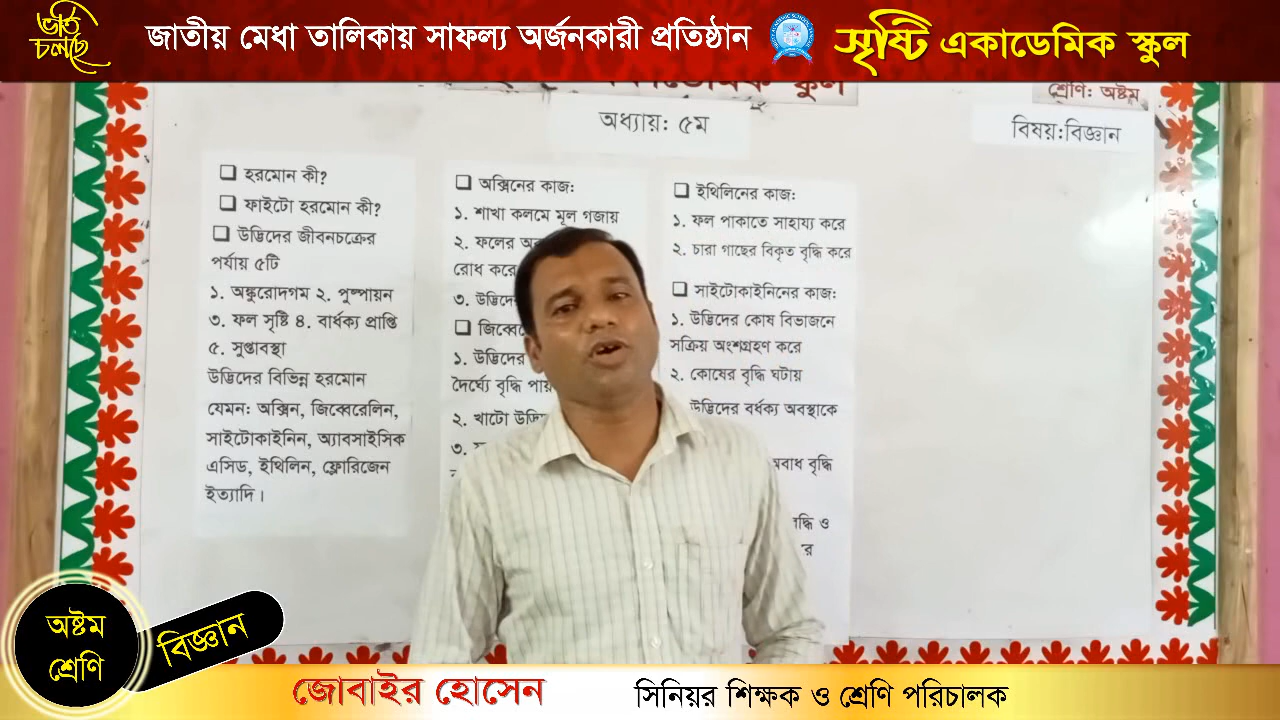 ভর্তি চলছে
জাতীয় মেধা তালিকায় সাফল্য অর্জনকারী প্রতিষ্ঠান
সৃষ্টি একাডেমিক স্কুল
শ্রেণি: অষ্টম
অধ্যায়: ৫ম
বিষয়:বিজ্ঞান
❑ হরমোন কী?
❑ ফাইটো হরমোন কী?
❑ উদ্ভিদের জীবনচক্রের
পর্যায় ৫টি
১. অঙ্কুরোদগম ২. পুষ্পায়ন
৩. ফল সৃষ্টি ৪. বার্ধক্য প্রাপ্তি
৫. সুপ্তাবস্থা
উদ্ভিদের বিভিন্ন হরমোন
যেমন: অক্সিন, জিব্বেরেলিন,
সাইটোকাইনিন, অ্যাবসাইসিক
এসিড, ইথিলিন, ফ্লোরিজেন
ইত্যাদি।
❑ অক্সিনের কাজ:
১. শাখা কলমে মূল গজায়
২. ফলের
রোধ করে
৩.
❑
১. উদ্ভিদের
দৈর্ঘ্যে বৃদ্ধি পায়
২. খাটো
৩.
❑ ইথিলিনের কাজ:
১. ফল পাকাতে সাহায্য করে
২. চারা গাছের বিকৃত বৃদ্ধি করে
❑ সাইটোকাইনিনের কাজ:
১. উদ্ভিদের কোষ বিভাজনে
সক্রিয় অংশগ্রহণ করে
২. কোষের বৃদ্ধি ঘটায়
উদ্ভিদের বর্ধক্য অবস্থাকে
বৃদ্ধি
ও
অষ্টম
শ্রেণি
বিজ্ঞান
জোবাইর হোসেন
সিনিয়র শিক্ষক ও শ্রেণি পরিচালক